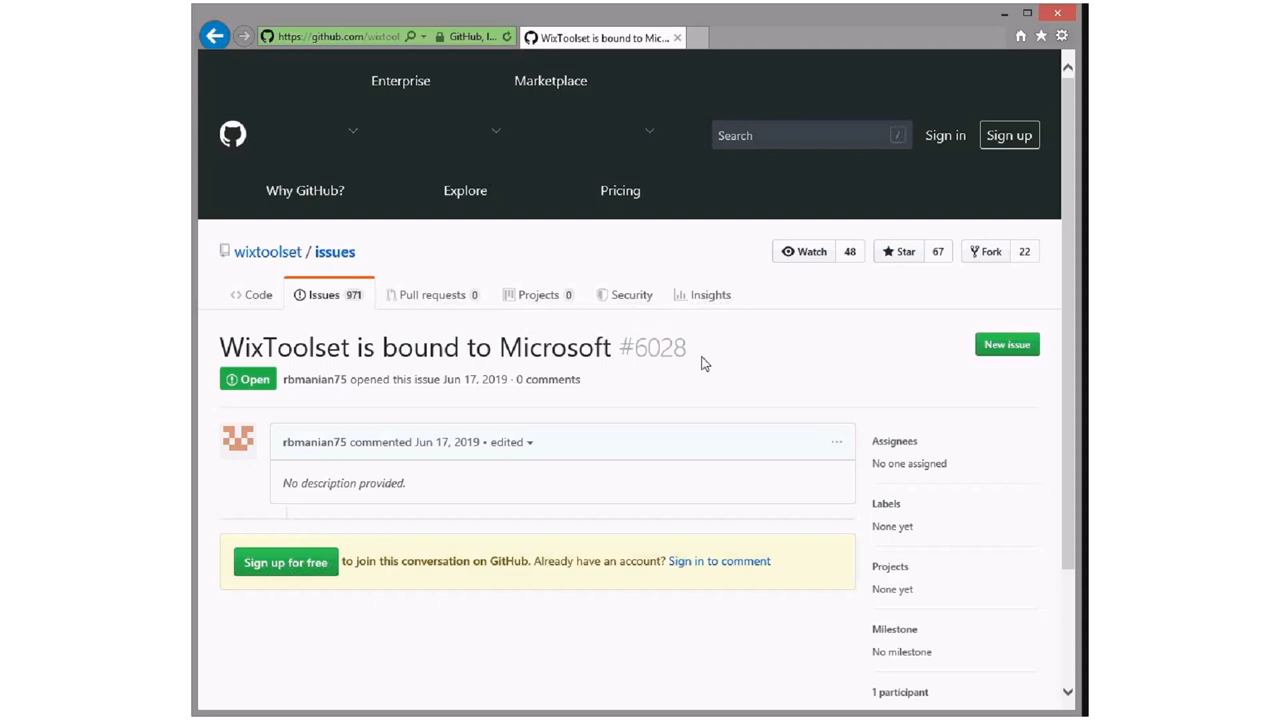 https://github.com/wixtool
GitHub, I...
WixToolset is bound to Mic...
Enterprise
Marketplace
Search
/
Sign in
Sign up
Why GitHub?
Explore
Pricing
wixtoolset / issues
Watch 48
Star 67
Fork 22
<> Code
Issues 971
Pull requests 0
Projects 0
Security
Insights
WixToolset is bound to Microsoft #6028
New issue
Open
rbmanian75 opened this issue Jun 17, 2019 · 0 comments
rbmanian75 commented Jun 17, 2019 • edited
...
No description provided.
Assignees
No one assigned
Labels
None yet
Sign up for free to join this conversation on GitHub. Already have an account? Sign in to comment
Projects
None yet
Milestone
No milestone
1 participant